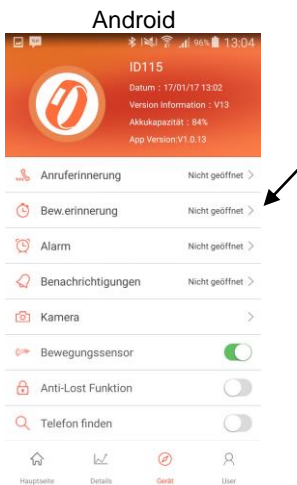 Android
96% 13:04
ID115
Datum : 17/01/17 13:02
Version Information : V13
Akkukapazität : 84%
App Version:V1.0.13
Anruferinnerung Nicht geöffnet >
Bew.erinnerung Nicht geöffnet >
Alarm Nicht geöffnet >
Benachrichtigungen Nicht geöffnet >
Kamera >
Bewegungssensor
Anti-Lost Funktion
Telefon finden
Hauptseite Details Gerät User